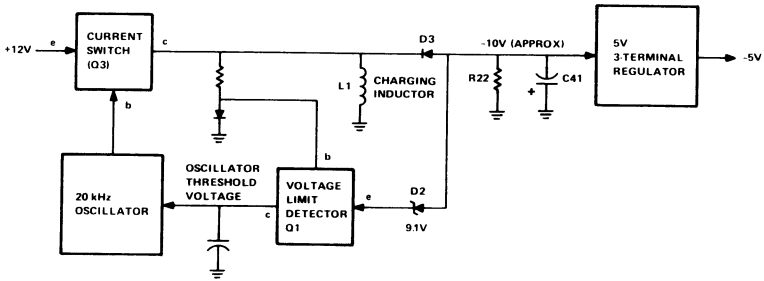 +12V
e
CURRENT
SWITCH
(Q3)
c
b
D3
-10V (APPROX)
5V
3-TERMINAL
REGULATOR
-5V
L1
CHARGING
INDUCTOR
R22
+
C41
20 kHz
OSCILLATOR
OSCILLATOR
THRESHOLD
VOLTAGE
c
b
VOLTAGE
LIMIT
DETECTOR
Q1
e
D2
9.1V